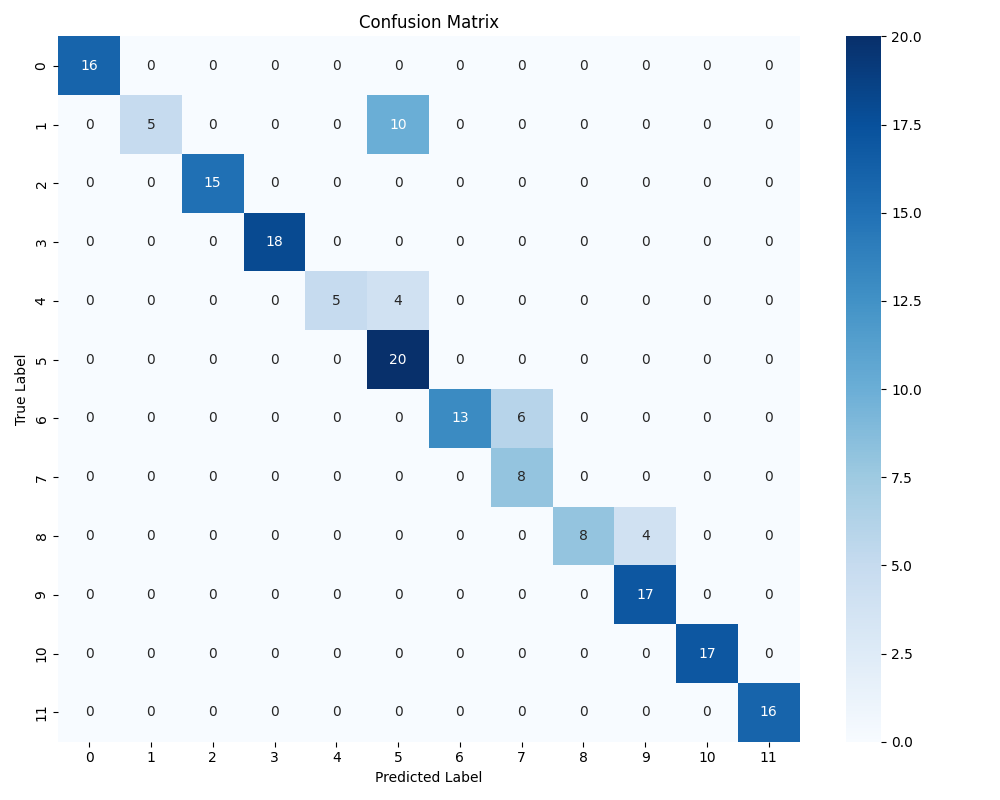 Confusion Matrix
0 16 0 0 0 0 0 0 0 0 0 0 0
1 0 5 0 0 0 10 0 0 0 0 0 0
2 0 0 15 0 0 0 0 0 0 0 0 0
3 0 0 0 18 0 0 0 0 0 0 0 0
4 0 0 0 0 5 4 0 0 0 0 0 0
5 0 0 0 0 0 20 0 0 0 0 0 0
6 0 0 0 0 0 0 13 6 0 0 0 0
7 0 0 0 0 0 0 0 8 0 0 0 0
8 0 0 0 0 0 0 0 0 8 4 0 0
9 0 0 0 0 0 0 0 0 0 17 0 0
10 0 0 0 0 0 0 0 0 0 0 17 0
11 0 0 0 0 0 0 0 0 0 0 0 16
0 1 2 3 4 5 6 7 8 9 10 11
Predicted Label
True Label
20.0
17.5
15.0
12.5
10.0
7.5
5.0
2.5
0.0